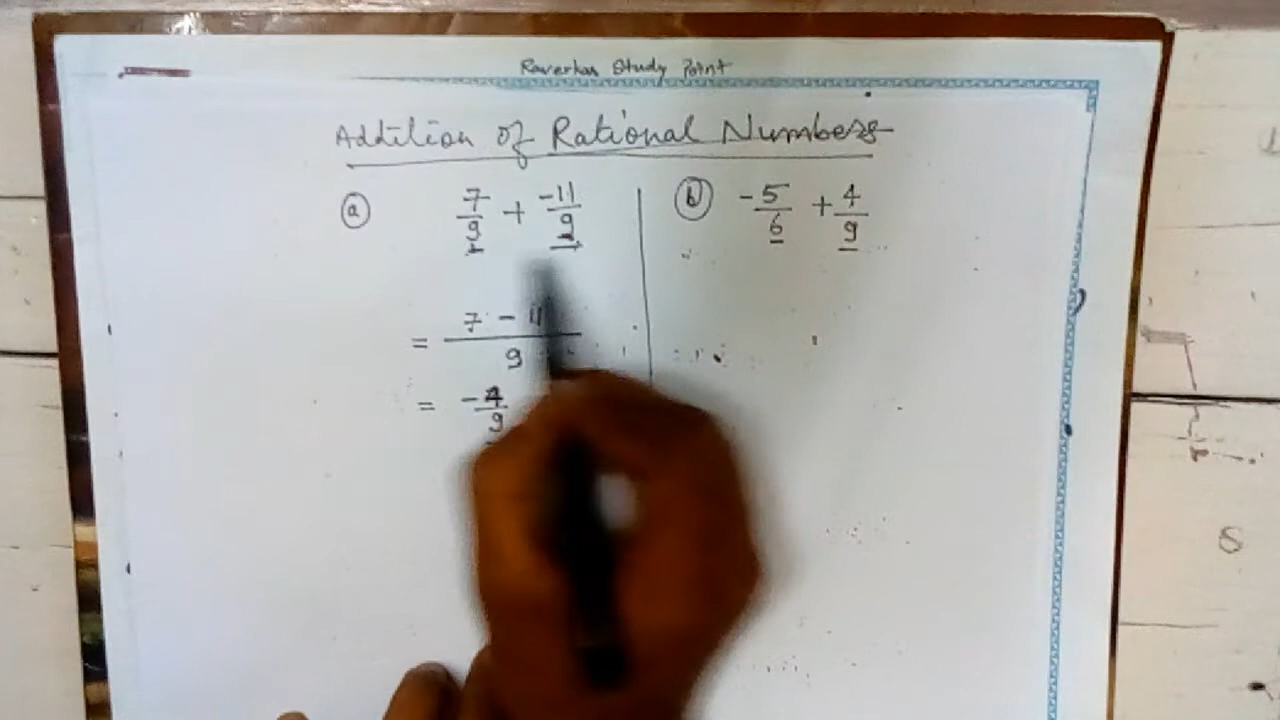 Raverkar Study Point
Addition of Rational Numbers
(a) 7/9 + -11/9
= 7 - 11 / 9
= -4/9
(b) -5/6 + 4/9